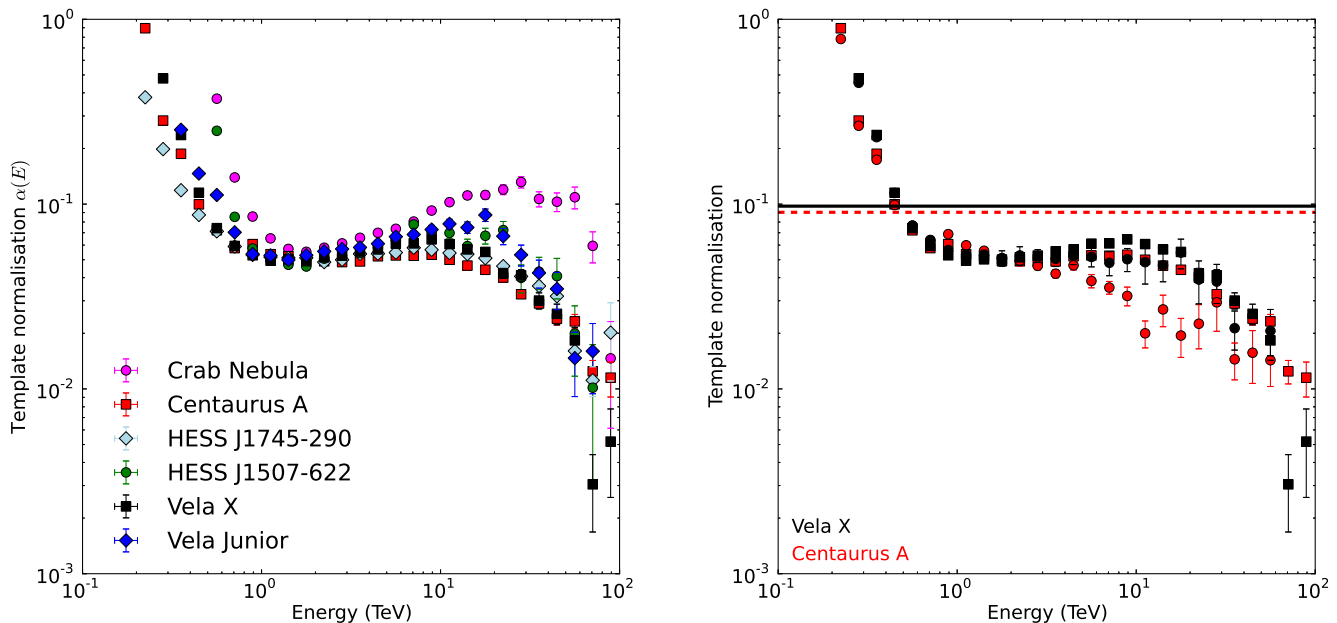 Template normalisation α(E)
10^0
10^-1
10^-2
10^-3
Crab Nebula
Centaurus A
HESS J1745-290
HESS J1507-622
Vela X
Vela Junior
10^-1
10^0
10^1
10^2
Energy (TeV)
Template normalisation
10^0
10^-1
10^-2
10^-3
Vela X
Centaurus A
10^-1
10^0
10^1
10^2
Energy (TeV)